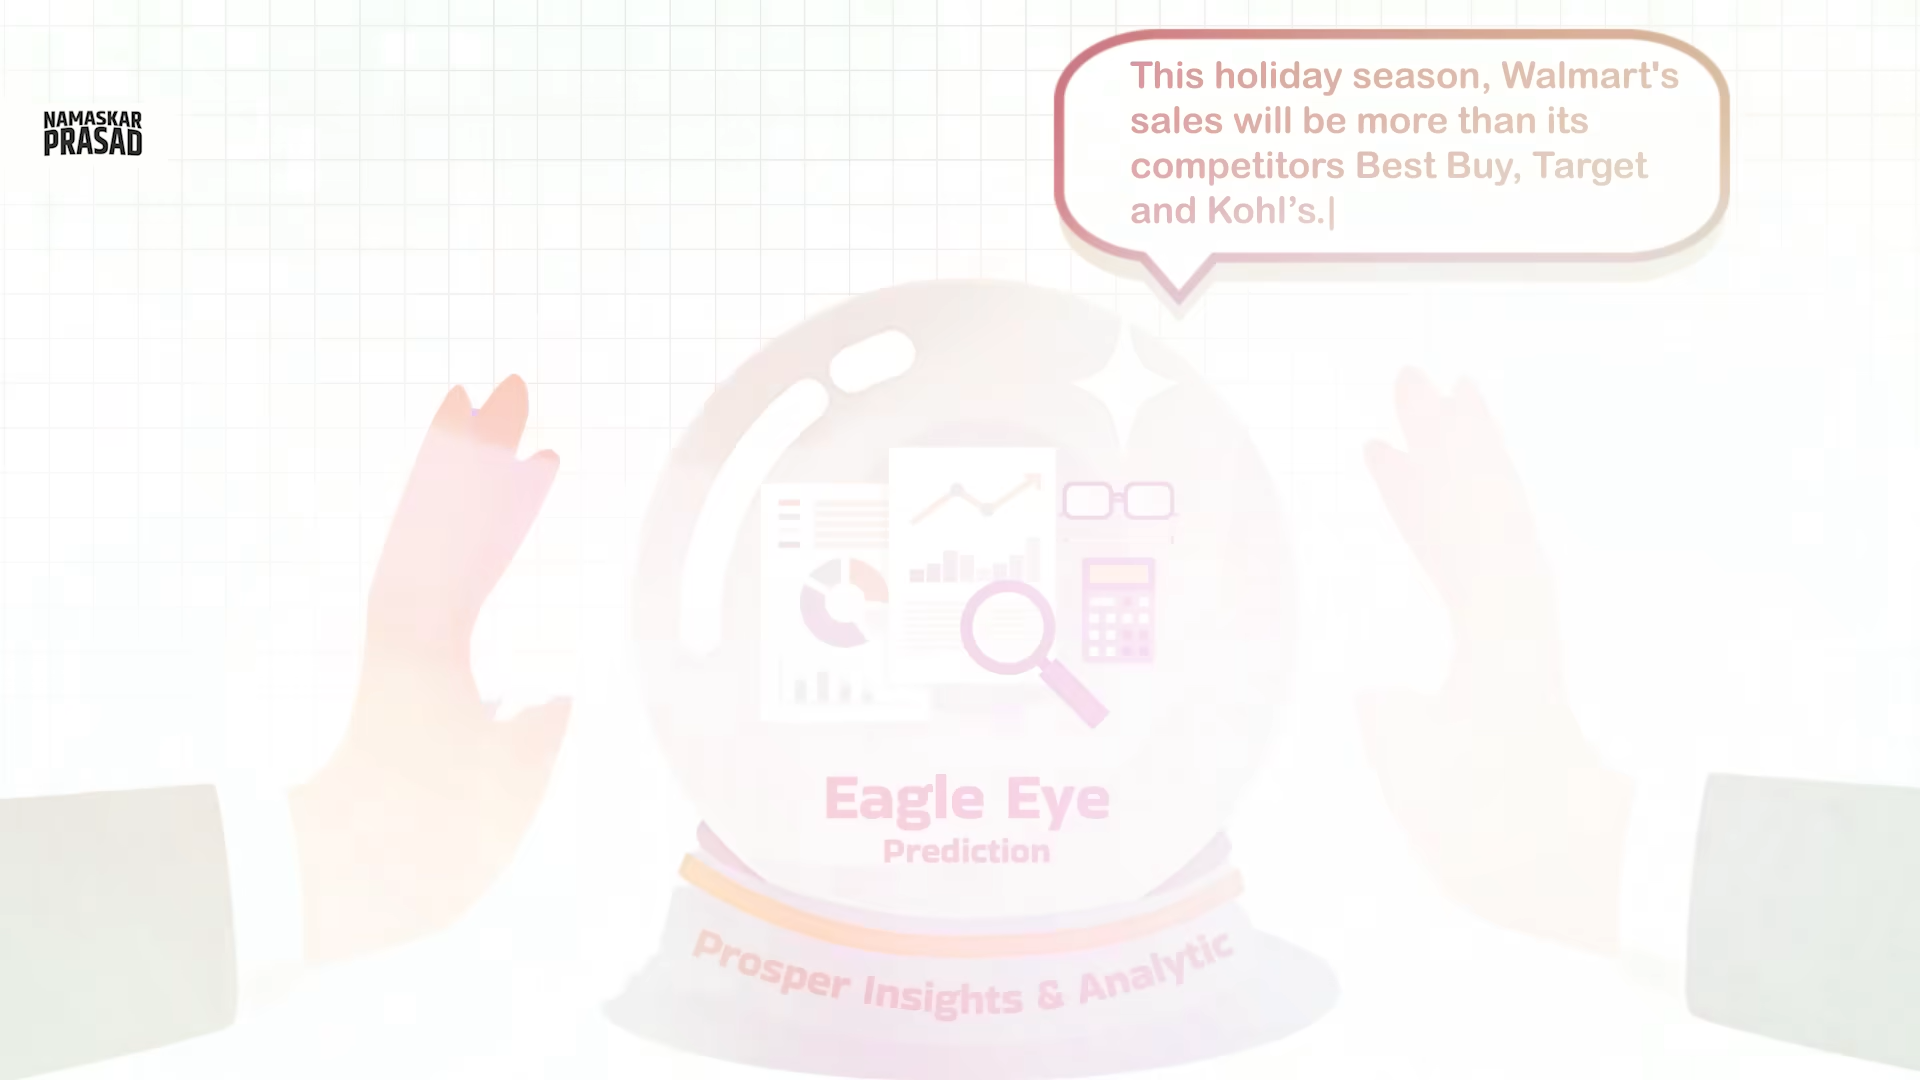 NAMASKAR
PRASAD
This holiday season, Walmart's
sales will be more than its
competitors Best Buy, Target
and Kohl’s.|
Eagle Eye
Prediction
Prosper Insights & Analytic